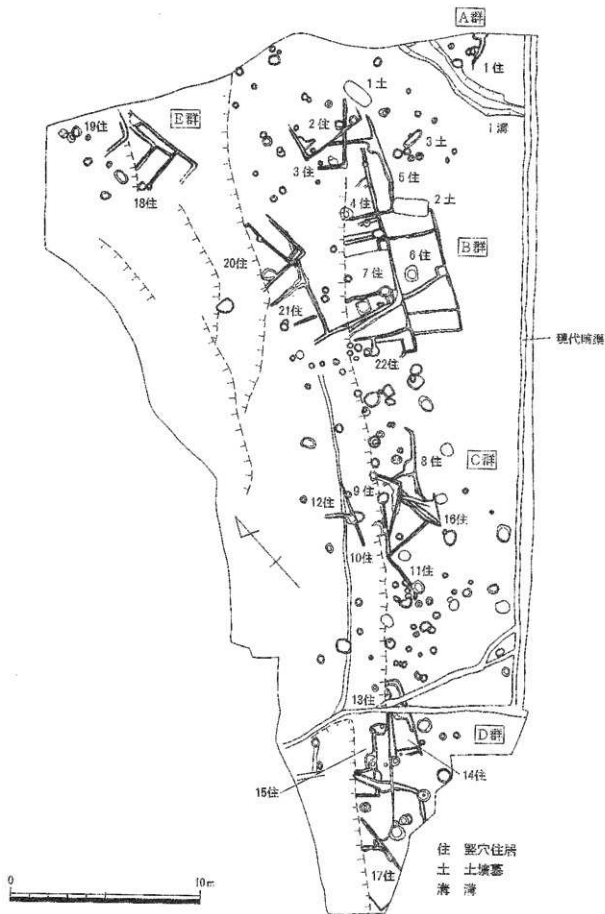 A群
1住
1溝
1土
2住
3土
3住
5住
4住
2土
B群
6住
7住
22住
19住
E群
18住
20住
21住
現代暗渠
8住
C群
9住
12住
16住
10住
11住
13住
D群
14住
15住
17住
住 竪穴住居
土 土壙墓
溝 溝
0 10m